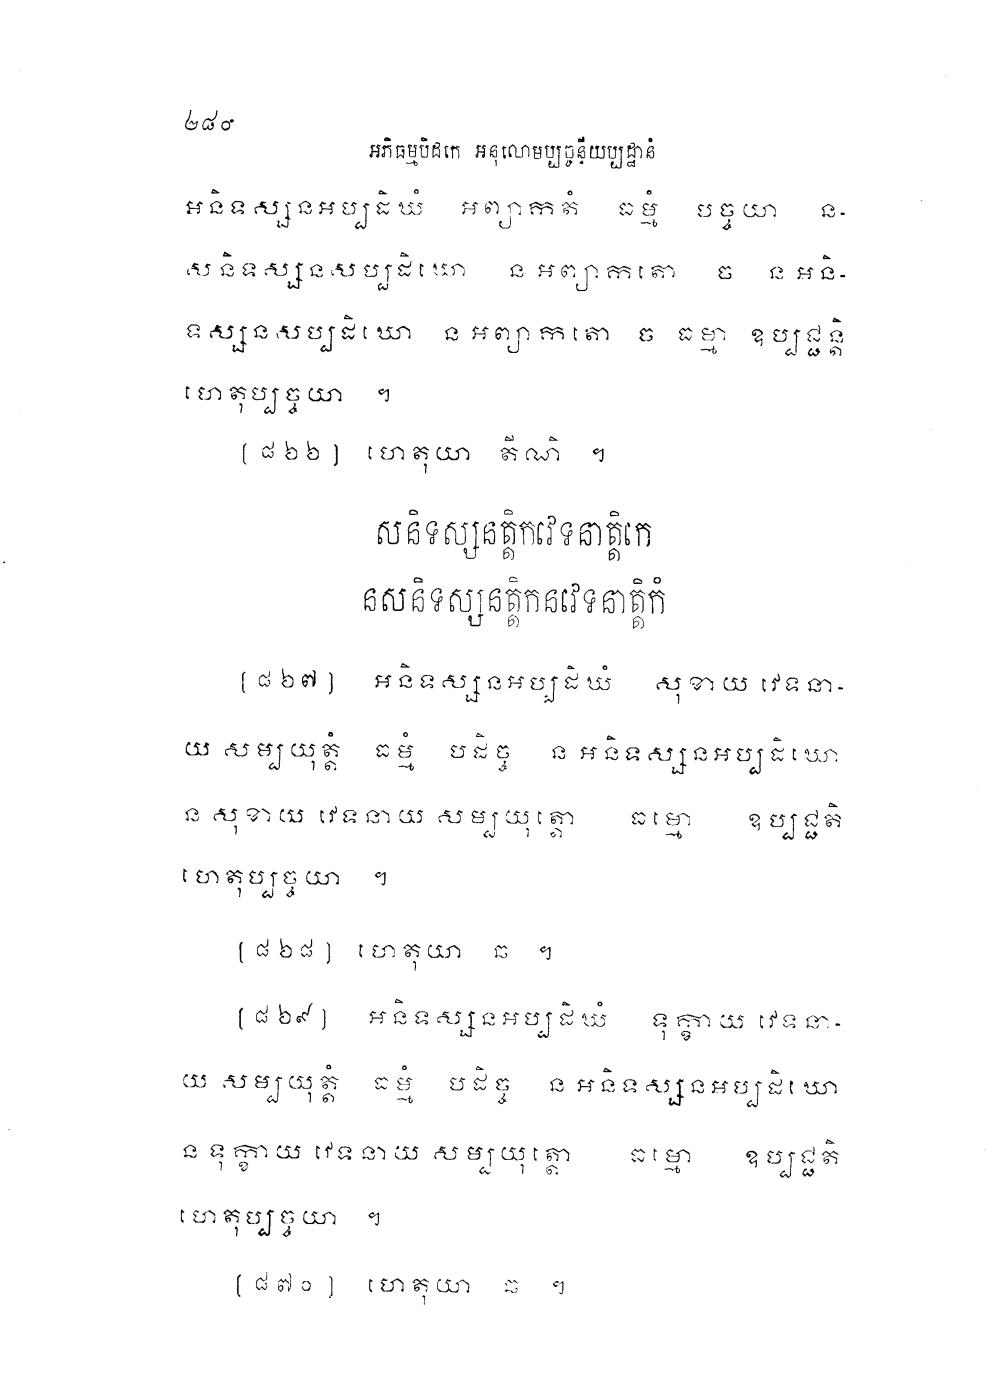 ២៨០
អភិធម្មបិដកេ អនុលោមប្បច្ចនីយប្បដ្ឋានំ
អនិទស្សនអប្បដិឃំ អព្យាកតំ ធម្មំ បច្ចយា ន-
សនិទស្សនសប្បដិឃោ ន អព្យាកតោ ច ន អនិ-
ទស្សនសប្បដិឃោ ន អព្យាកតោ ច ធម្មា ឧប្បជ្ជន្តិ
ហេតុប្បច្ចយា ។
[៨៦៦] ហេតុយា តីណិ ។
សនិទស្សនត្តិកវេទនាត្តិកេ
នសនិទស្សនត្តិកនវេទនាត្តិកំ
[៨៦៧] អនិទស្សនអប្បដិឃំ សុខាយ វេទនា-
យ សម្បយុត្តំ ធម្មំ បដិច្ច ន អនិទស្សនអប្បដិឃោ
ន សុខាយ វេទនាយ សម្បយុត្តោ ធម្មោ ឧប្បជ្ជតិ
ហេតុប្បច្ចយា ។
[៨៦៨] ហេតុយា ឆ ។
[៨៦៩] អនិទស្សនអប្បដិឃំ ទុក្ខាយ វេទនា-
យ សម្បយុត្តំ ធម្មំ បដិច្ច ន អនិទស្សនអប្បដិឃោ
ន ទុក្ខាយ វេទនាយ សម្បយុត្តោ ធម្មោ ឧប្បជ្ជតិ
ហេតុប្បច្ចយា ។
[៨៧០] ហេតុយា ឆ ។